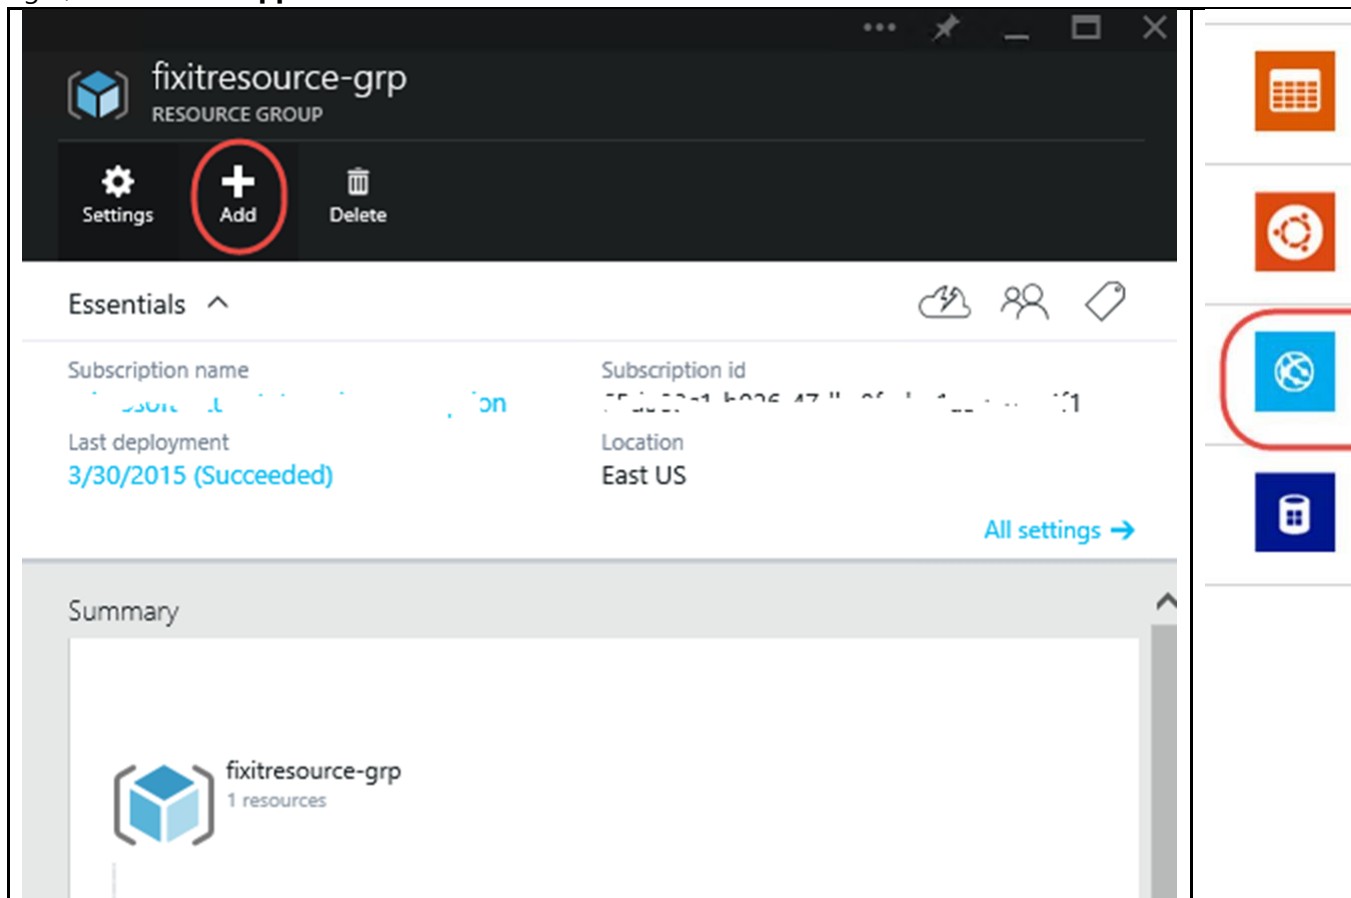 fixitresource-grp
RESOURCE GROUP
Settings
Add
Delete
Essentials
Subscription name
Subscription id
Last deployment
Location
3/30/2015 (Succeeded)
East US
All settings
Summary
fixitresource-grp
1 resources